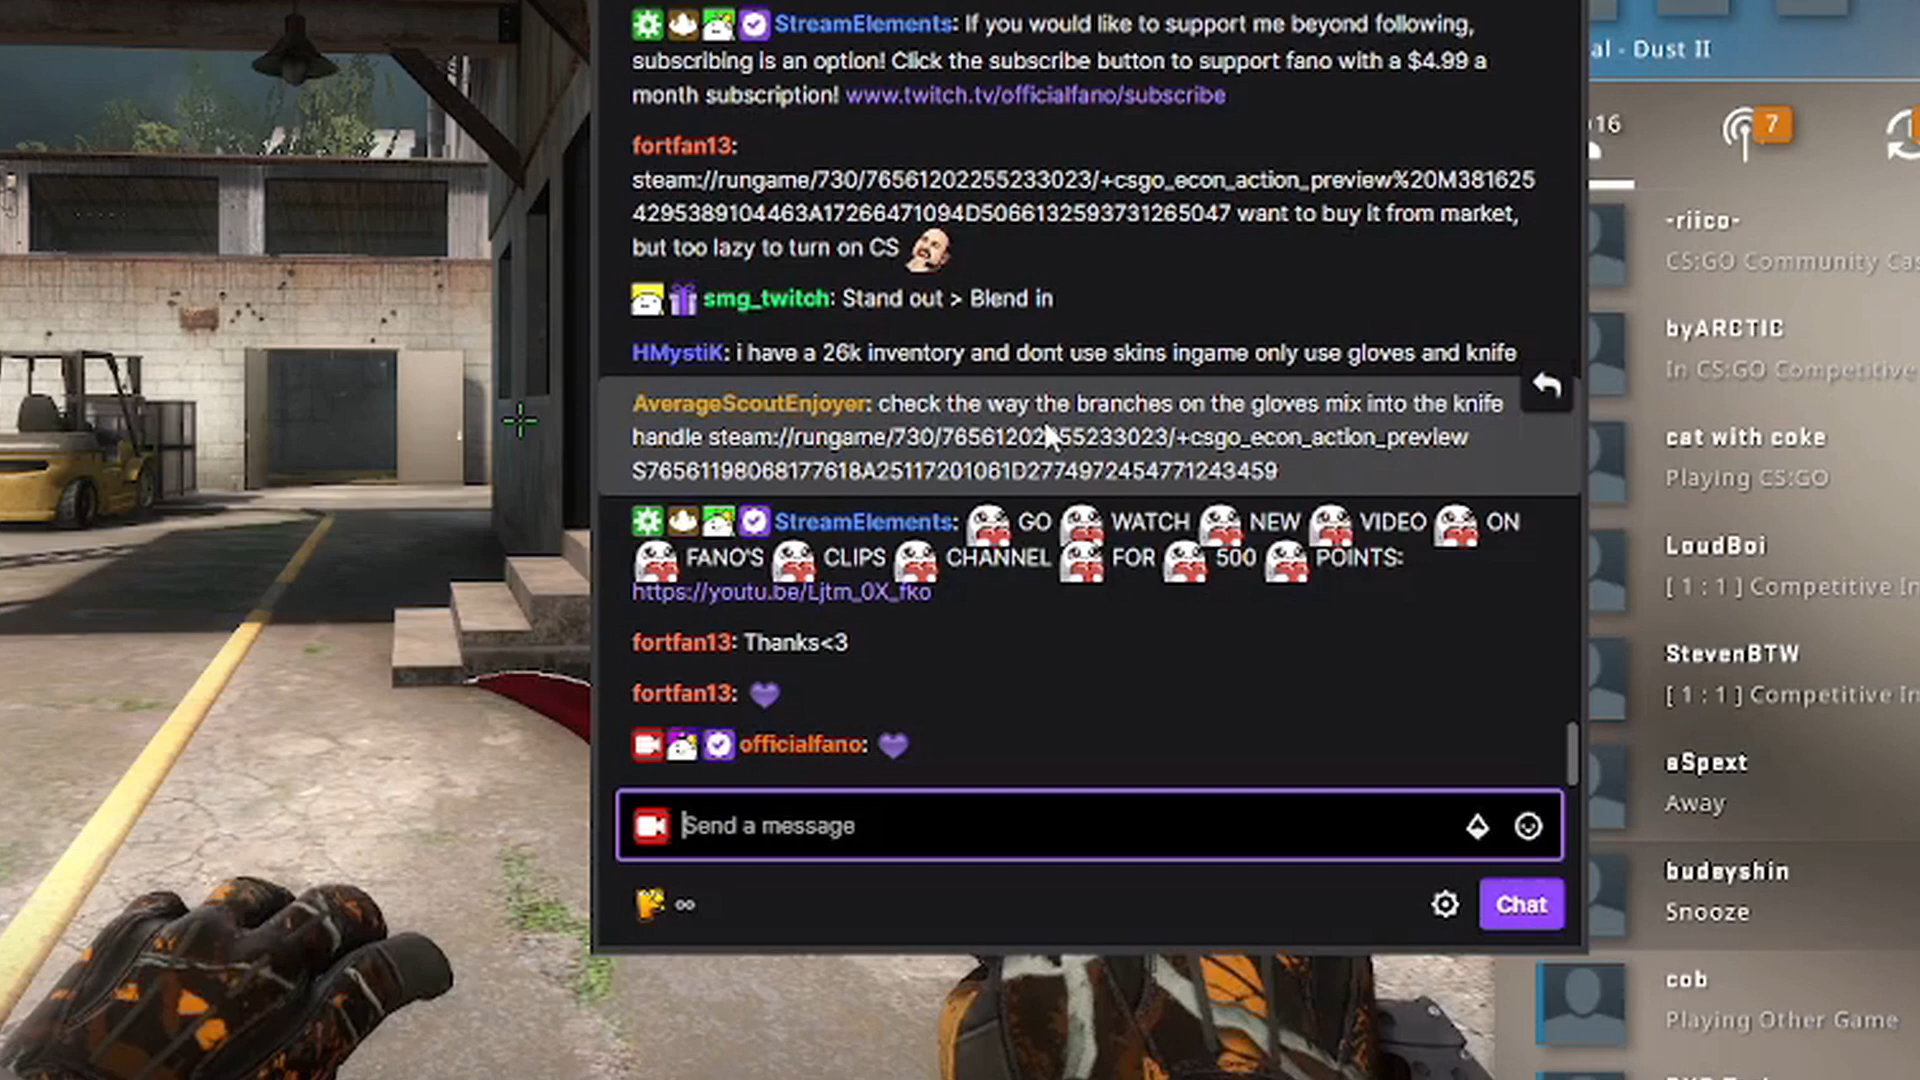 StreamElements: If you would like to support me beyond following,
subscribing is an option! Click the subscribe button to support fano with a $4.99 a
month subscription! www.twitch.tv/officialfano/subscribe
fortfan13:
steam://rungame/730/76561202255233023/+csgo_econ_action_preview%20M381625
4295389104463A17266471094D5066132593731265047 want to buy it from market,
but too lazy to turn on CS
smg_twitch: Stand out > Blend in
HMystiK: i have a 26k inventory and dont use skins ingame only use gloves and knife
AverageScoutEnjoyer: check the way the branches on the gloves mix into the knife
handle steam://rungame/730/76561202255233023/+csgo_econ_action_preview
S76561198068177618A25117201061D2774972454771243459
StreamElements: GO WATCH NEW VIDEO ON
FANO'S CLIPS CHANNEL FOR 500 POINTS:
https://youtu.be/Ljtm_0X_fko
fortfan13: Thanks<3
fortfan13:
officialfano:
Send a message
∞
Chat
al - Dust II
16
7
-riico-
CS:GO Community Cas
byARCTIC
In CS:GO Competitive
cat with coke
Playing CS:GO
LoudBoi
[ 1 : 1 ] Competitive In
StevenBTW
[ 1 : 1 ] Competitive In
aSpext
Away
budeyshin
Snooze
cob
Playing Other Game